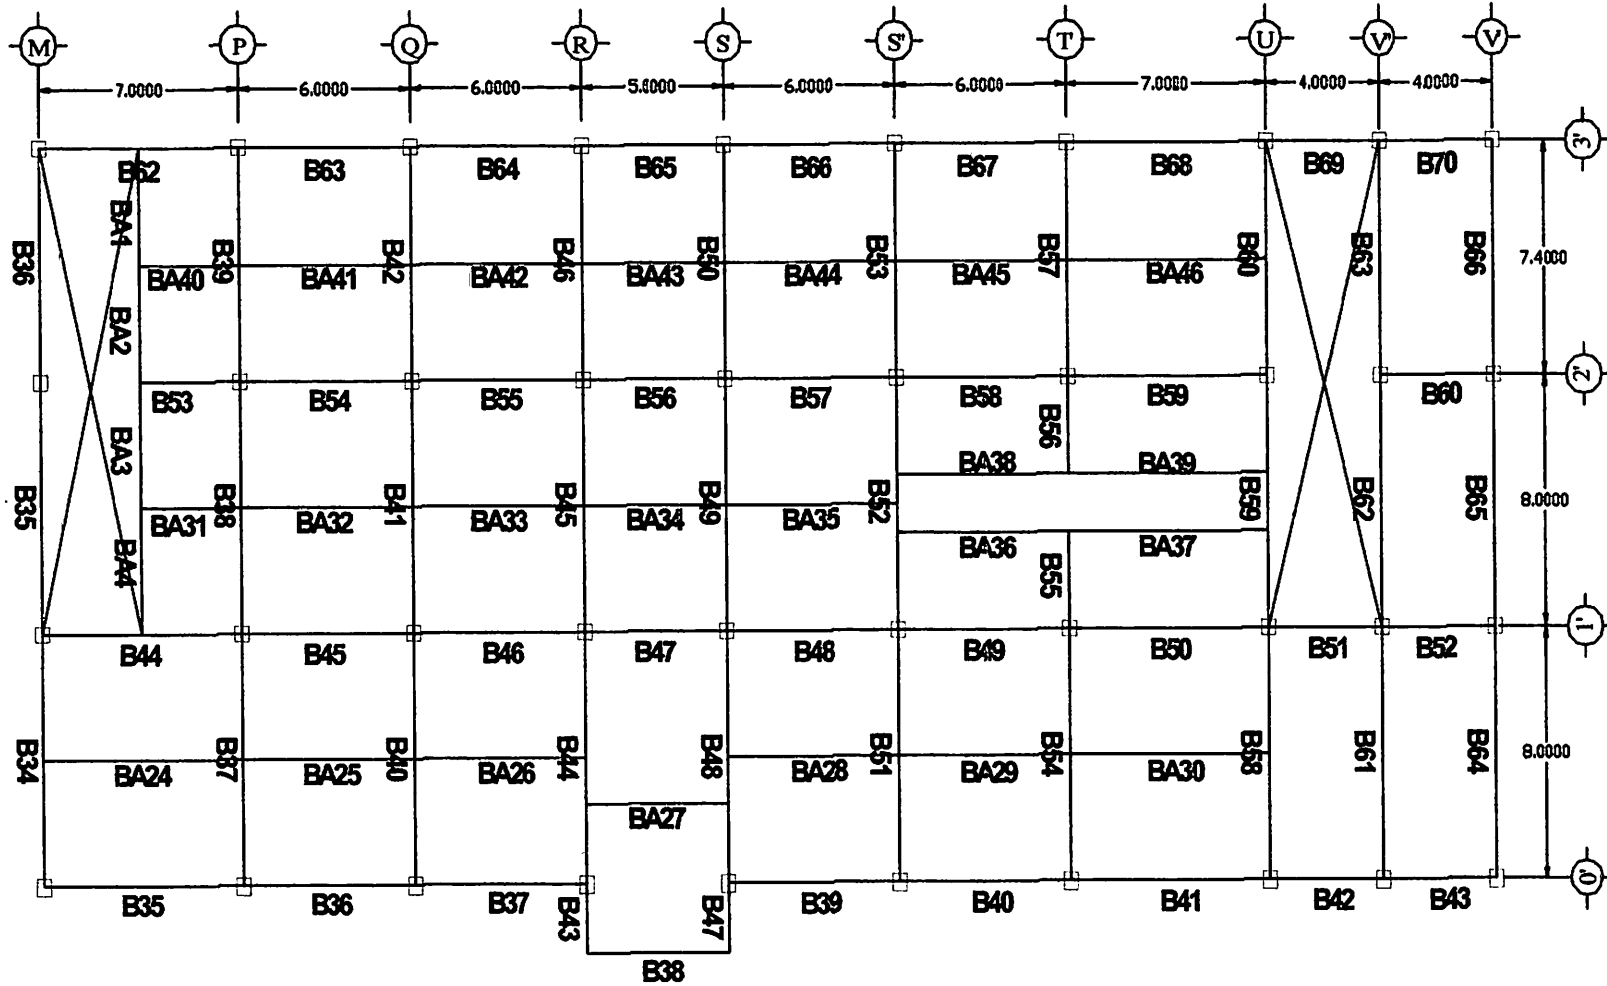 M P Q R S S" T' U V" V
7.0000 6.0000 6.0000 5.0000 6.0000 6.0000 7.0000 4.0000 4.0000
3'
B62 B63 B64 B65 B66 B67 B68 B69 B70
BA1
B36 B39 B42 B46 B50 B53 B57 B60 B63 B66
7.4000
BA40 BA41 BA42 BA43 BA44 BA45 BA46
BA2
2'
B53 B54 B55 B56 B57 B58 B59 B60
B56
BA3
BA38 BA39
B35 B38 B41 B45 B49 B52 B59 B62 B65
8.0000
BA31 BA32 BA33 BA34 BA35
BA36 BA37
BA4
B55
1'
B44 B45 B46 B47 B48 B49 B50 B51 B52
B34 B37 B40 B44 B48 B51 B54 B58 B61 B64
8.0000
BA24 BA25 BA26 BA28 BA29 BA30
BA27
0'
B35 B36 B37 B39 B40 B41 B42 B43
B43 B47
B38